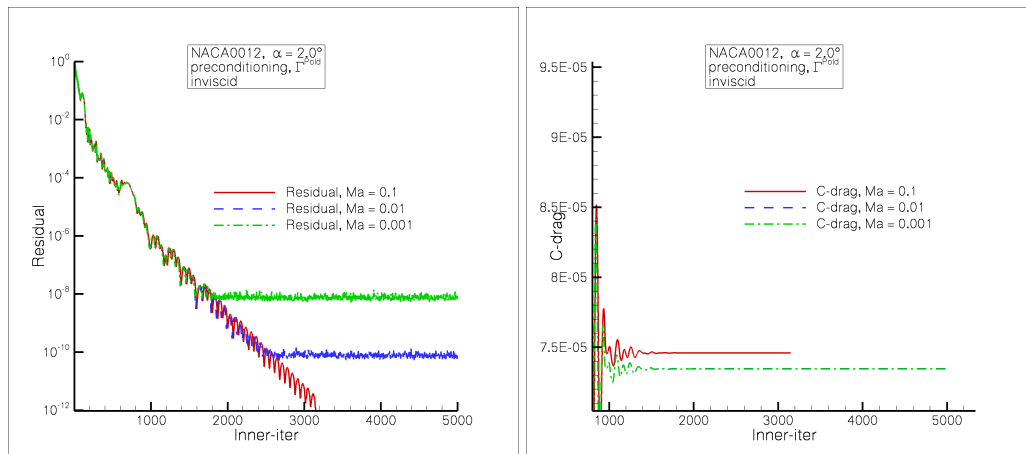 NACA0012, α = 2.0°
preconditioning, Γ^Pold
inviscid
10^0
10^-2
10^-4
10^-6
10^-8
10^-10
10^-12
Residual
Residual, Ma = 0.1
Residual, Ma = 0.01
Residual, Ma = 0.001
1000 2000 3000 4000 5000
Inner-iter
NACA0012, α = 2.0°
preconditioning, Γ^Pold
inviscid
9.5E-05
9E-05
8.5E-05
8E-05
7.5E-05
C-drag
C-drag, Ma = 0.1
C-drag, Ma = 0.01
C-drag, Ma = 0.001
1000 2000 3000 4000 5000
Inner-iter